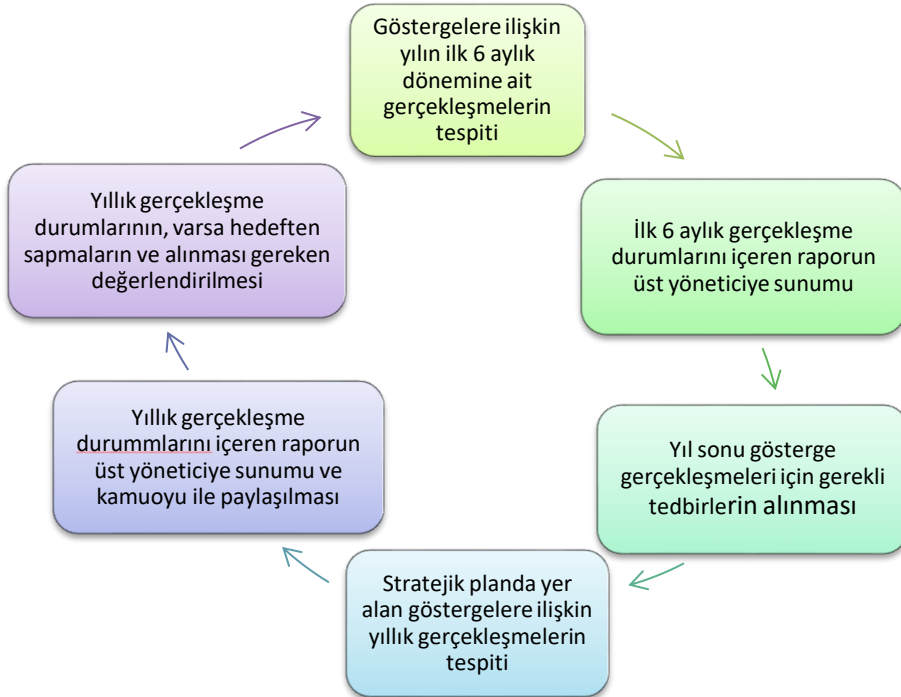 Göstergelere ilişkin
yılın ilk 6 aylık
dönemine ait
gerçekleşmelerin
tespiti
İlk 6 aylık gerçekleşme
durumlarını içeren raporun
üst yöneticiye sunumu
Yıl sonu gösterge
gerçekleşmeleri için gerekli
tedbirlerin alınması
Stratejik planda yer
alan göstergelere ilişkin
yıllık gerçekleşmelerin
tespiti
Yıllık gerçekleşme
durummlarını içeren raporun
üst yöneticiye sunumu ve
kamuoyu ile paylaşılması
Yıllık gerçekleşme
durumlarının, varsa hedeften
sapmaların ve alınması gereken
değerlendirilmesi